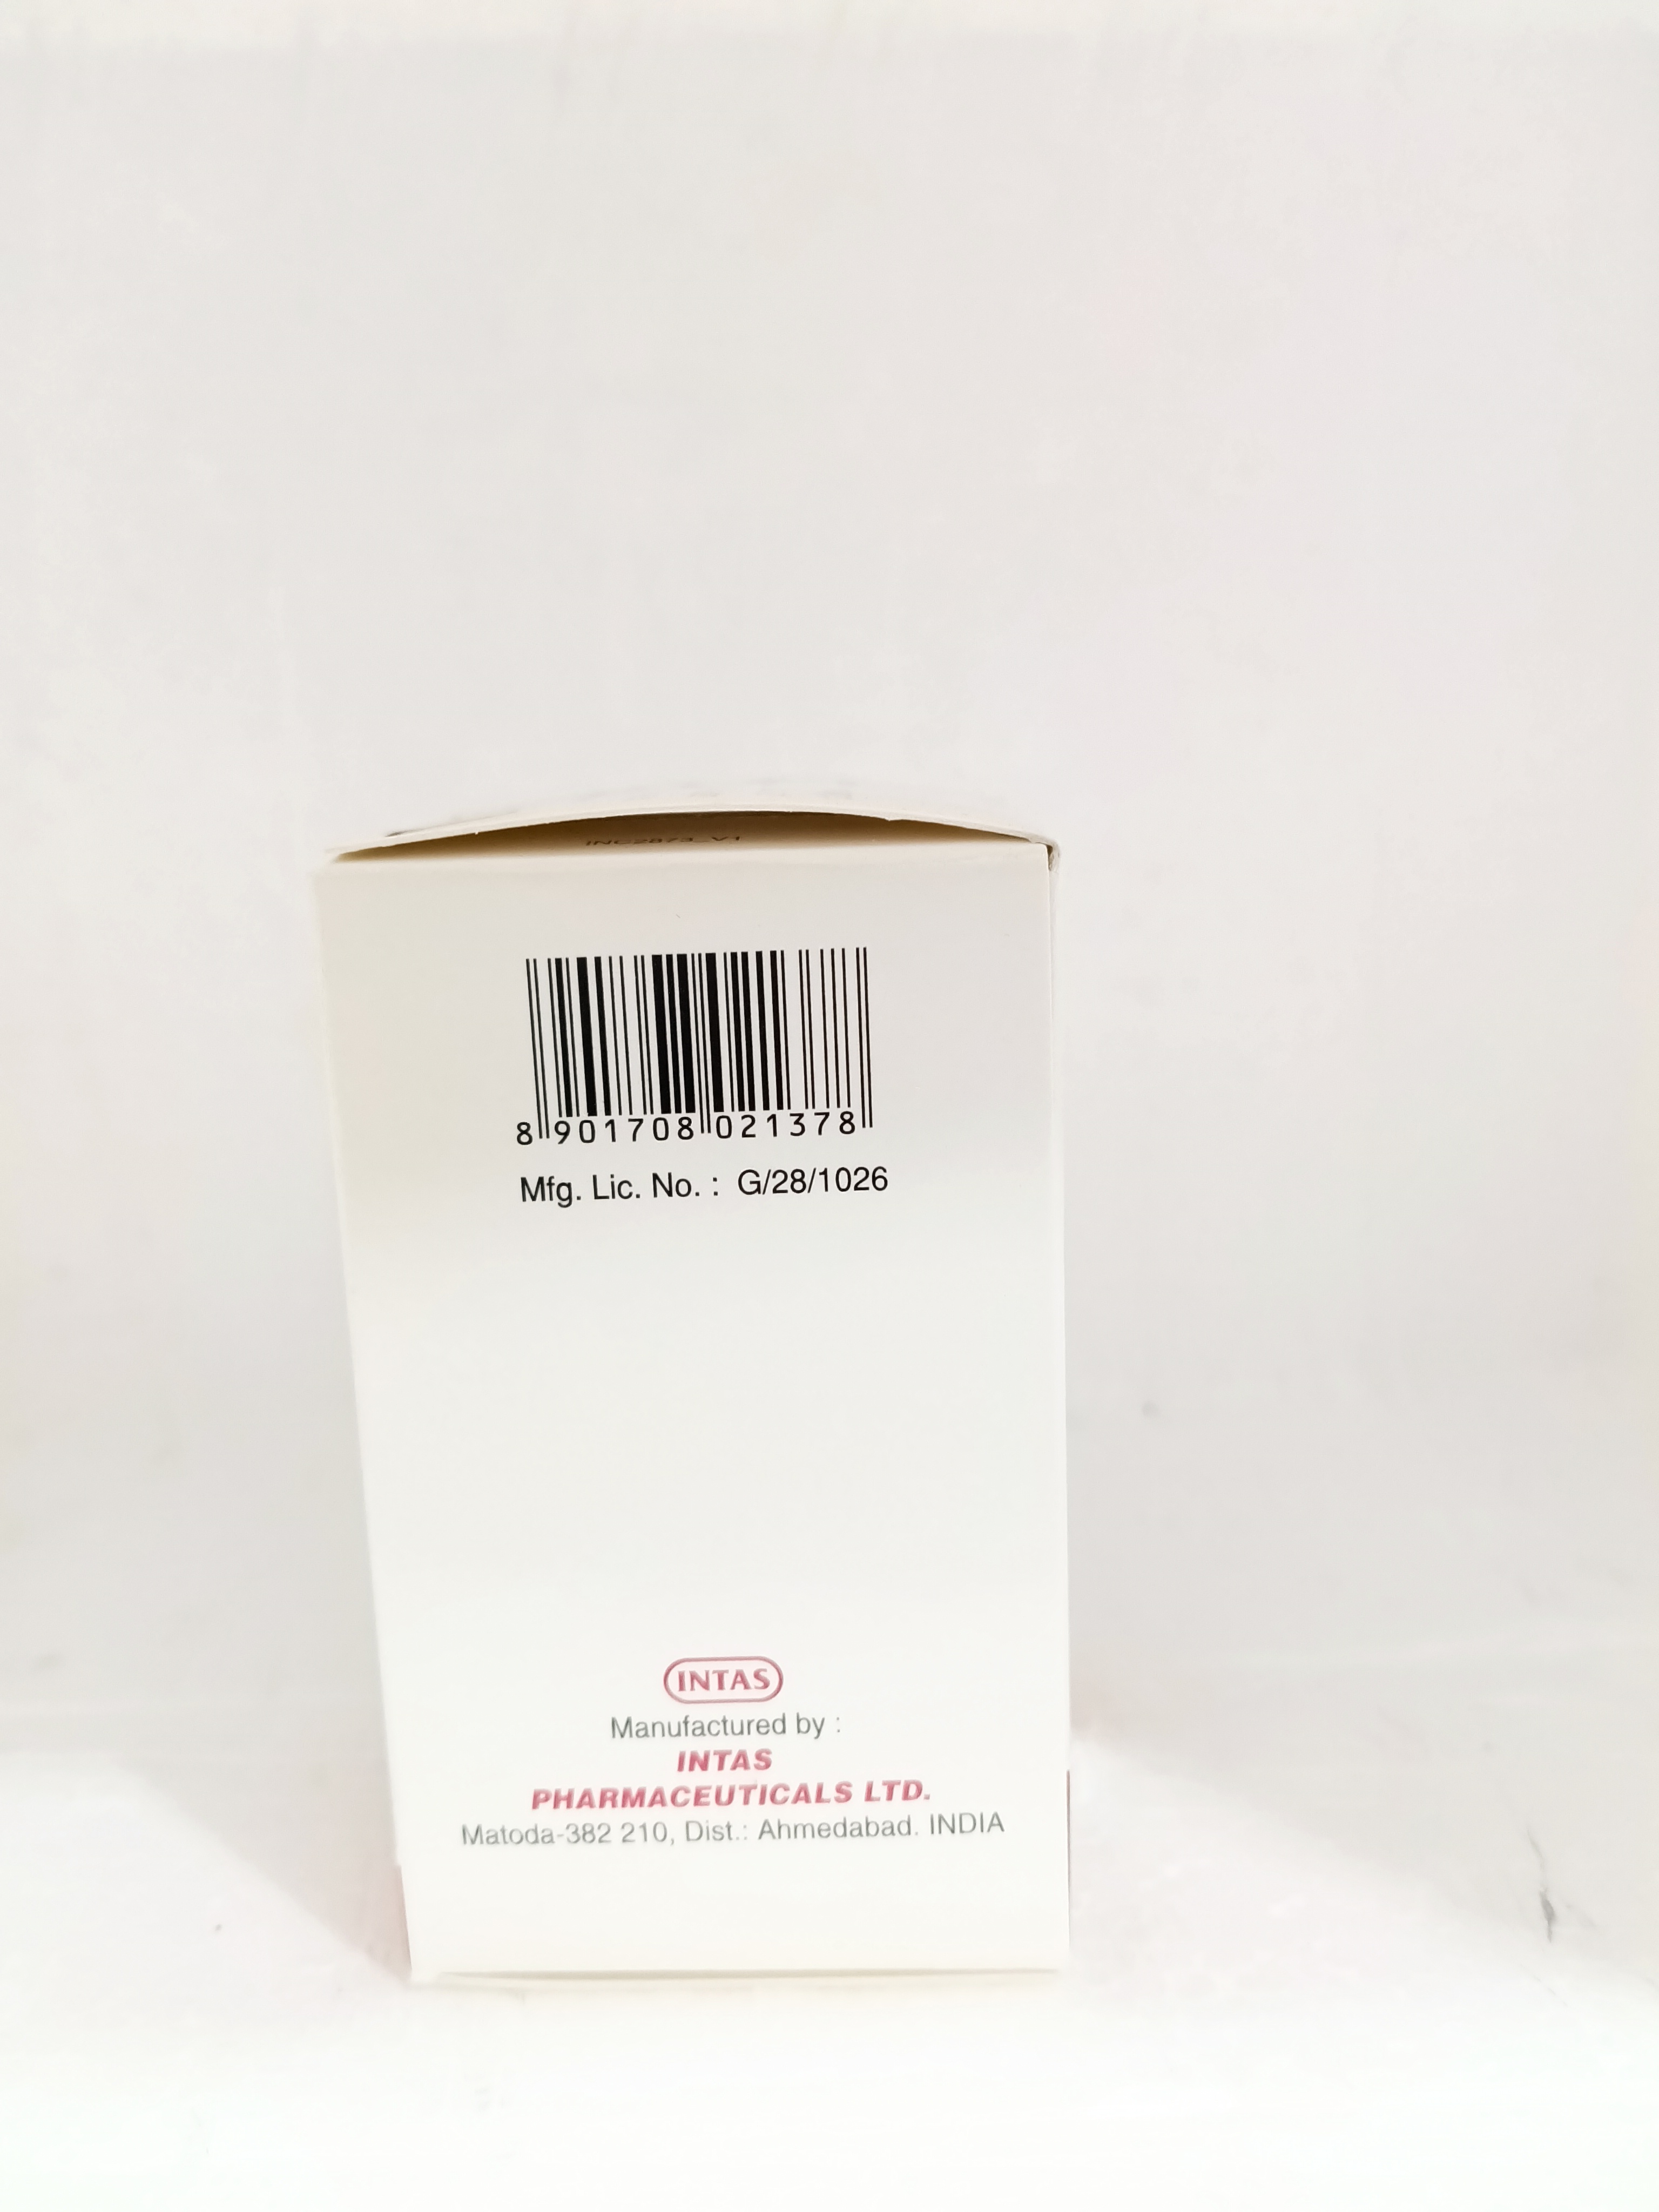 INC2873_V1
8 901708 021378
Mfg. Lic. No. : G/28/1026
INTAS
Manufactured by :
INTAS
PHARMACEUTICALS LTD.
Matoda-382 210, Dist.: Ahmedabad. INDIA